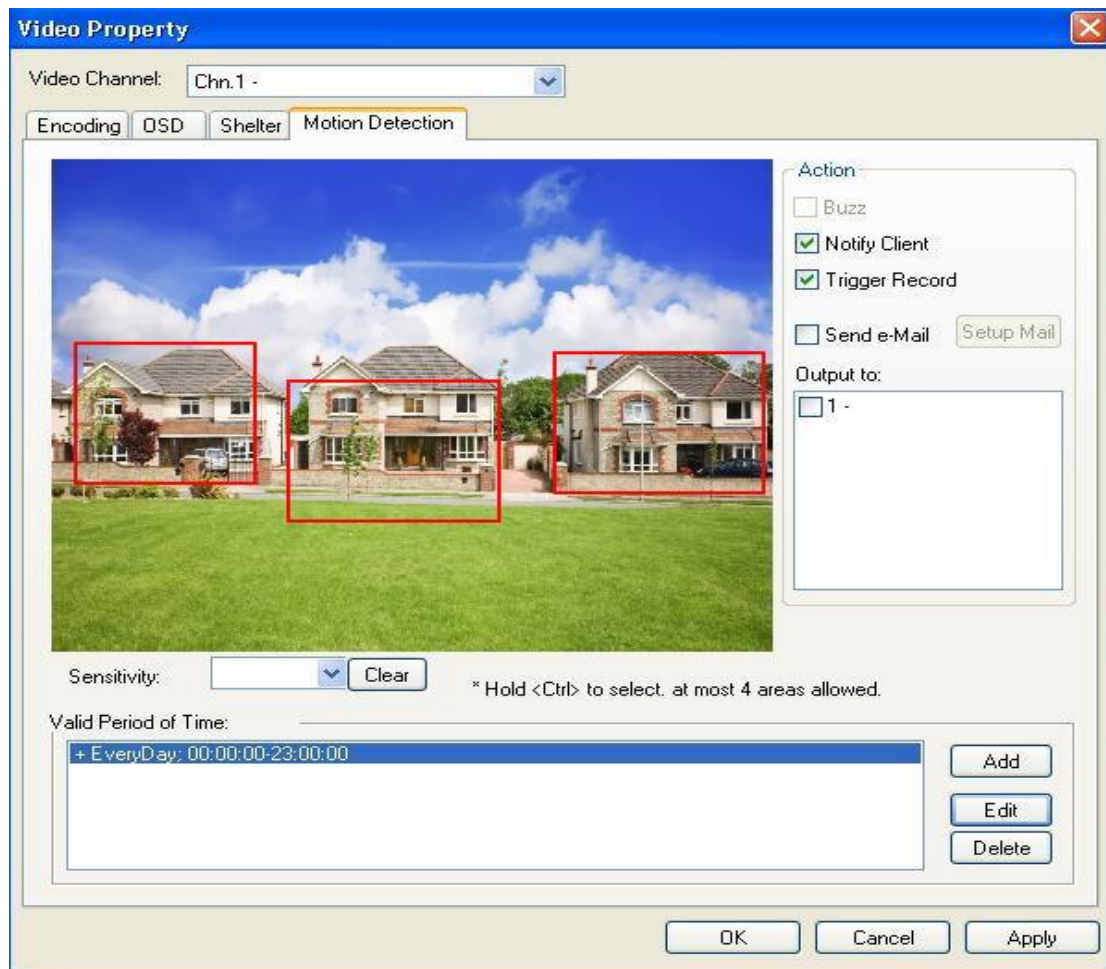 Video Property
Video Channel: Chn.1 -
Encoding OSD Shelter Motion Detection
Action
Buzz
Notify Client
Trigger Record
Send e-Mail Setup Mail
Output to:
1 -
Sensitivity: Clear
* Hold <Ctrl> to select. at most 4 areas allowed.
Valid Period of Time:
+ EveryDay; 00:00:00-23:00:00
Add
Edit
Delete
OK Cancel Apply